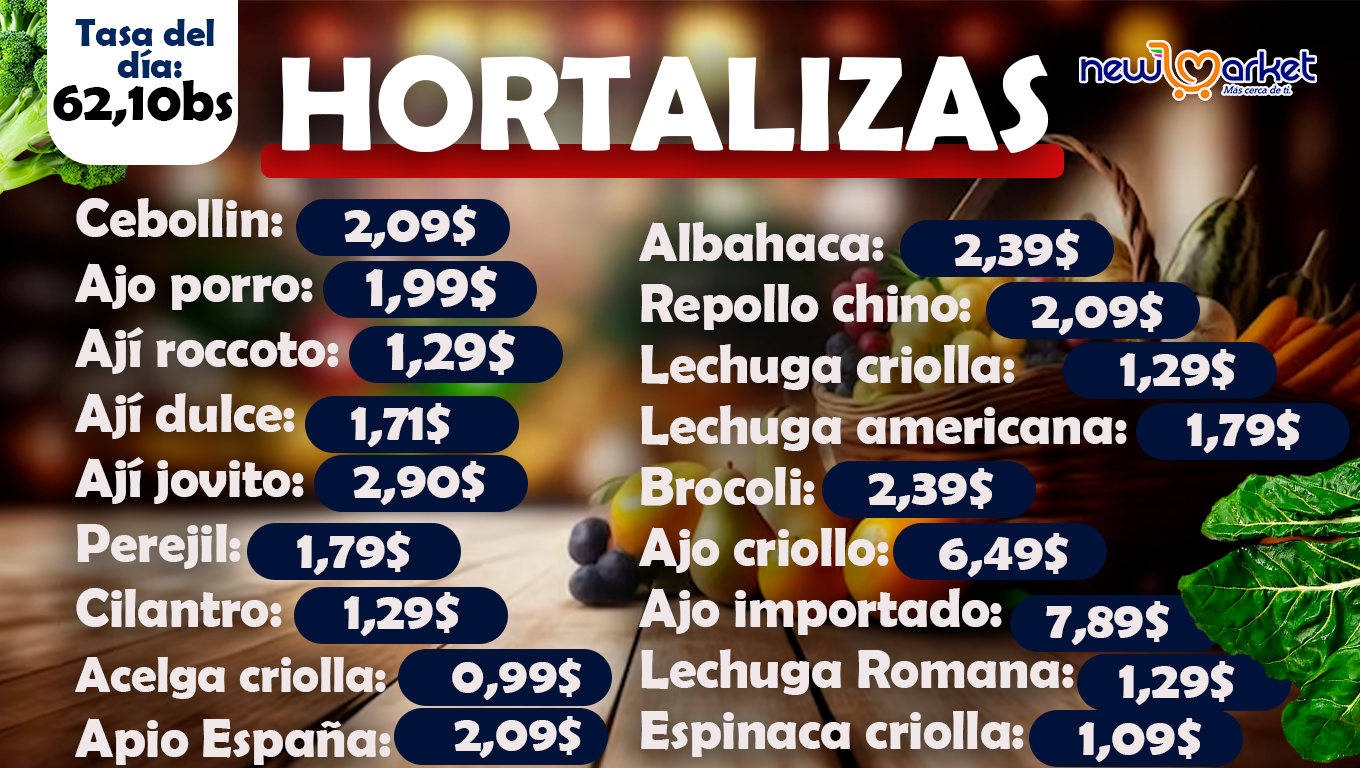 Tasa del
día:
62,10bs
HORTALIZAS
new market
Más cerca de ti.
Cebollin: 2,09$
Ajo porro: 1,99$
Ají roccoto: 1,29$
Ají dulce: 1,71$
Ají jovito: 2,90$
Perejil: 1,79$
Cilantro: 1,29$
Acelga criolla: 0,99$
Apio España: 2,09$
Albahaca: 2,39$
Repollo chino: 2,09$
Lechuga criolla: 1,29$
Lechuga americana: 1,79$
Brocoli: 2,39$
Ajo criollo: 6,49$
Ajo importado: 7,89$
Lechuga Romana: 1,29$
Espinaca criolla: 1,09$